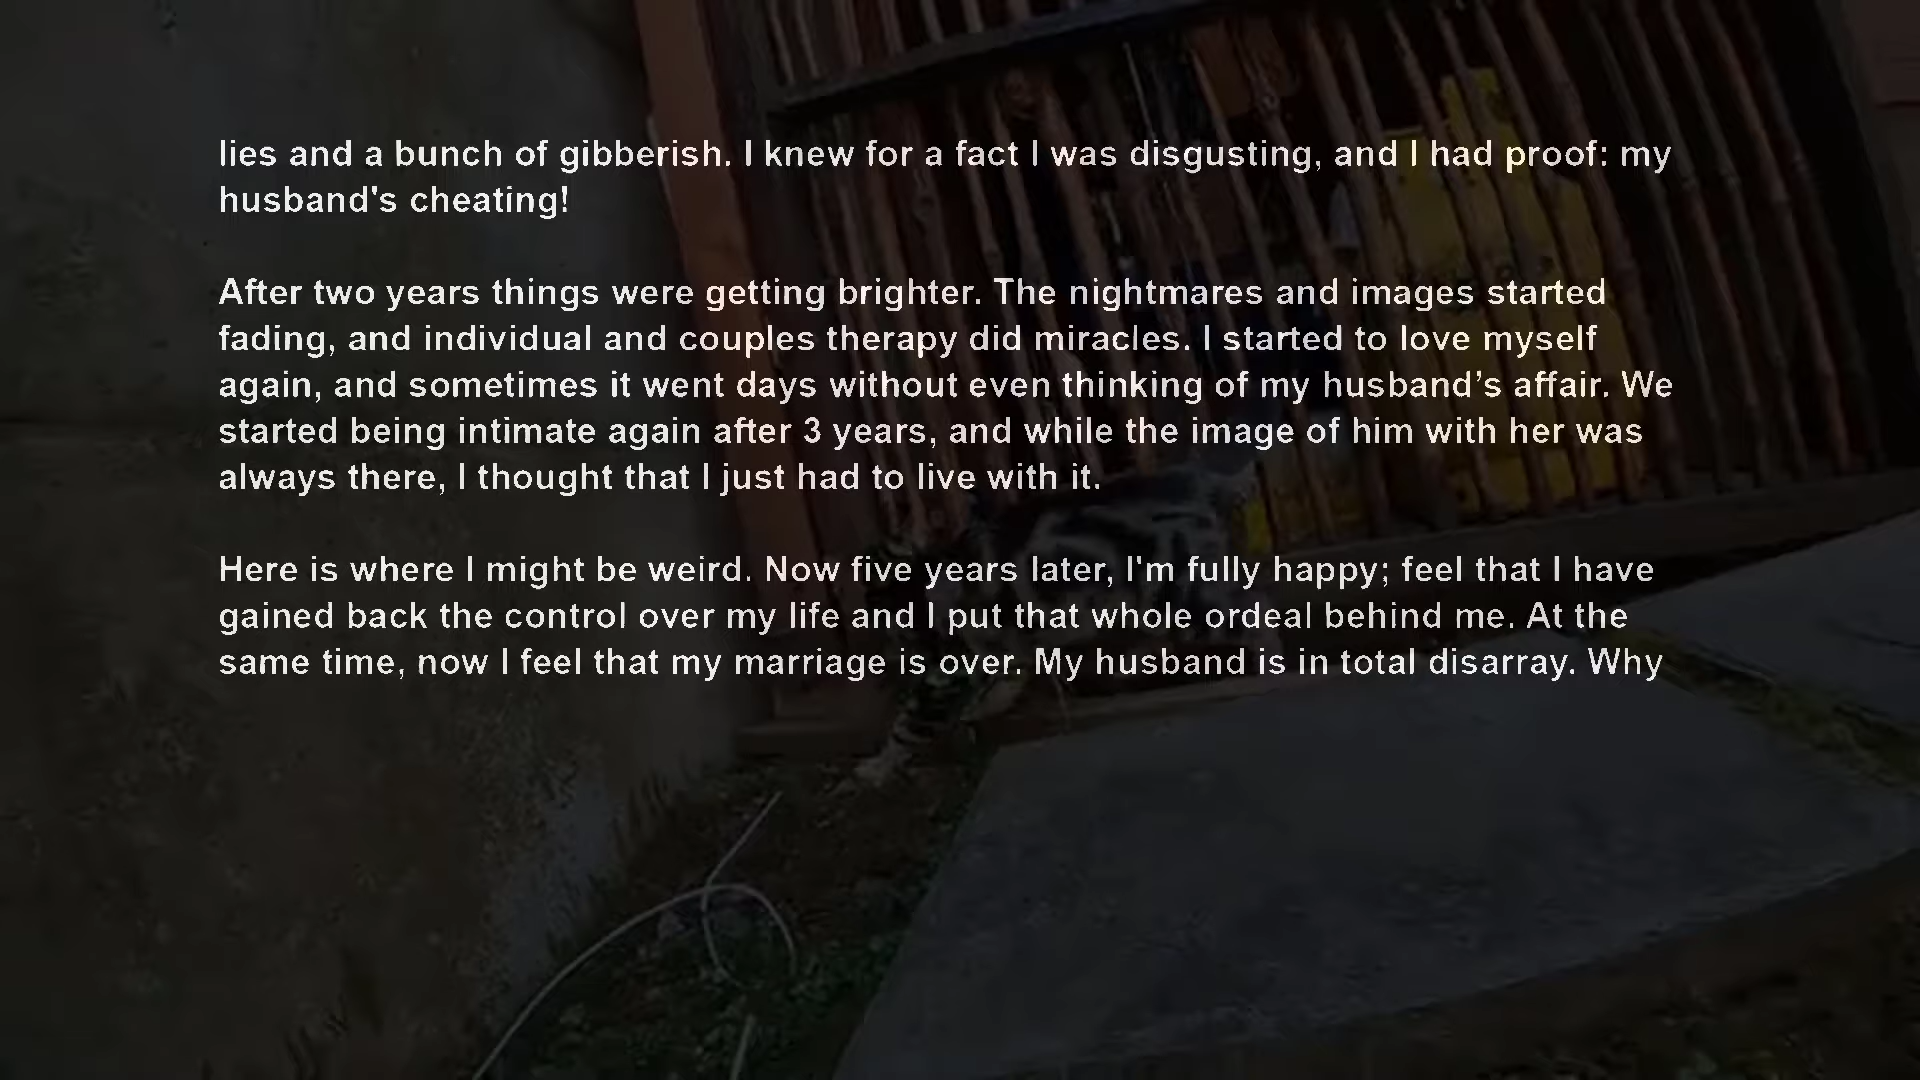 lies and a bunch of gibberish. I knew for a fact I was disgusting, and I had proof: my
husband's cheating!
After two years things were getting brighter. The nightmares and images started
fading, and individual and couples therapy did miracles. I started to love myself
again, and sometimes it went days without even thinking of my husband’s affair. We
started being intimate again after 3 years, and while the image of him with her was
always there, I thought that I just had to live with it.
Here is where I might be weird. Now five years later, I'm fully happy; feel that I have
gained back the control over my life and I put that whole ordeal behind me. At the
same time, now I feel that my marriage is over. My husband is in total disarray. Why